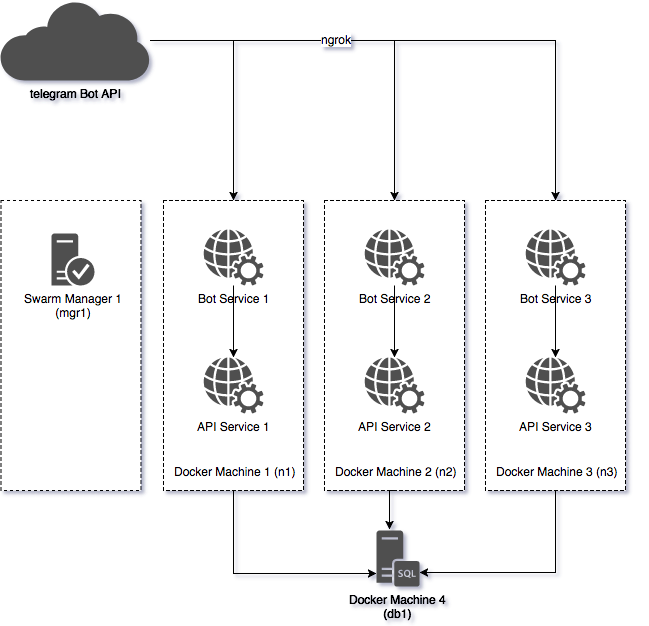 ngrok
telegram Bot API
Swarm Manager 1
(mgr1)
Bot Service 1
Bot Service 2
Bot Service 3
API Service 1
API Service 2
API Service 3
Docker Machine 1 (n1)
Docker Machine 2 (n2)
Docker Machine 3 (n3)
SQL
Docker Machine 4
(db1)